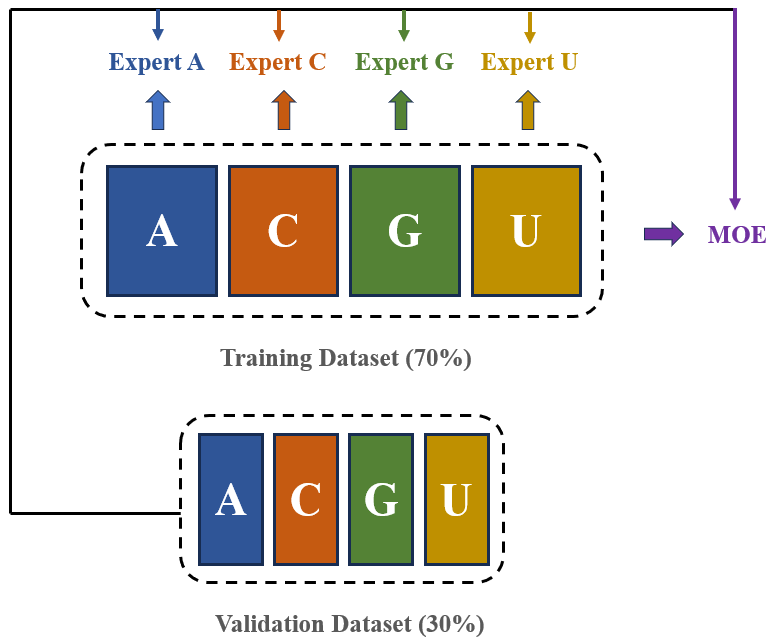 Expert A Expert C Expert G Expert U
A C G U
MOE
Training Dataset (70%)
A C G U
Validation Dataset (30%)